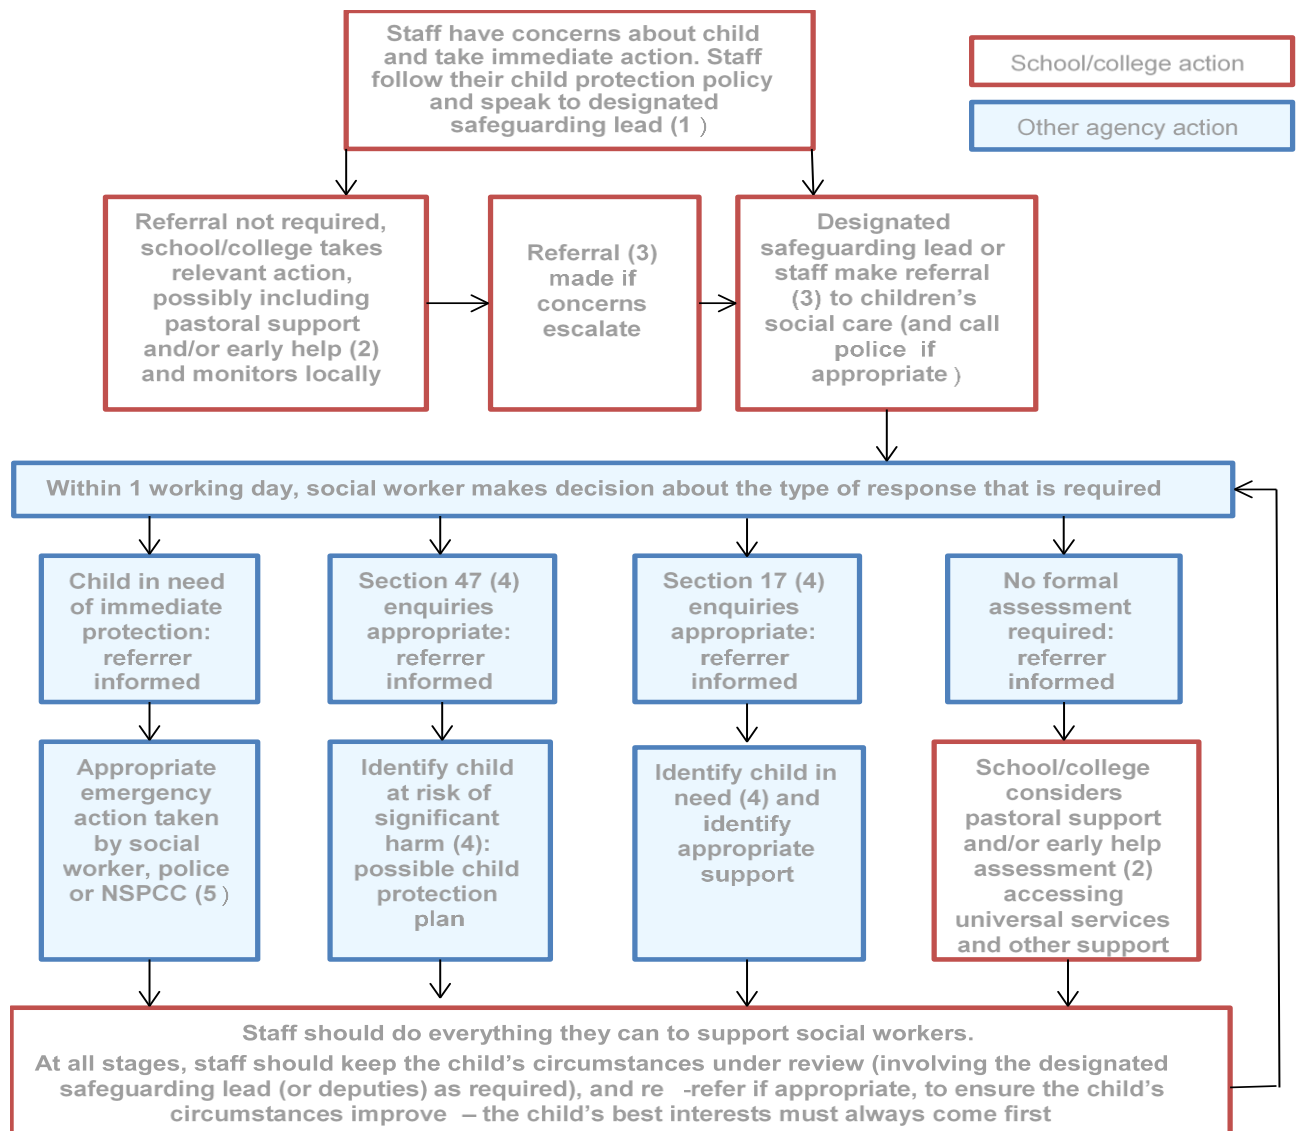 Staff have concerns about child
and take immediate action. Staff
follow their child protection policy
and speak to designated
safeguarding lead (1 )
School/college action
Other agency action
Referral not required,
school/college takes
relevant action,
possibly including
pastoral support
and/or early help (2)
and monitors locally
Referral (3)
made if
concerns
escalate
Designated
safeguarding lead or
staff make referral
(3) to children’s
social care (and call
police if
appropriate )
Within 1 working day, social worker makes decision about the type of response that is required
Child in need
of immediate
protection:
referrer
informed
Section 47 (4)
enquiries
appropriate:
referrer
informed
Section 17 (4)
enquiries
appropriate:
referrer
informed
No formal
assessment
required:
referrer
informed
Appropriate
emergency
action taken
by social
worker, police
or NSPCC (5 )
Identify child
at risk of
significant
harm (4):
possible child
protection
plan
Identify child in
need (4) and
identify
appropriate
support
School/college
considers
pastoral support
and/or early help
assessment (2)
accessing
universal services
and other support
Staff should do everything they can to support social workers.
At all stages, staff should keep the child’s circumstances under review (involving the designated
safeguarding lead (or deputies) as required), and re -refer if appropriate, to ensure the child’s
circumstances improve – the child’s best interests must always come first